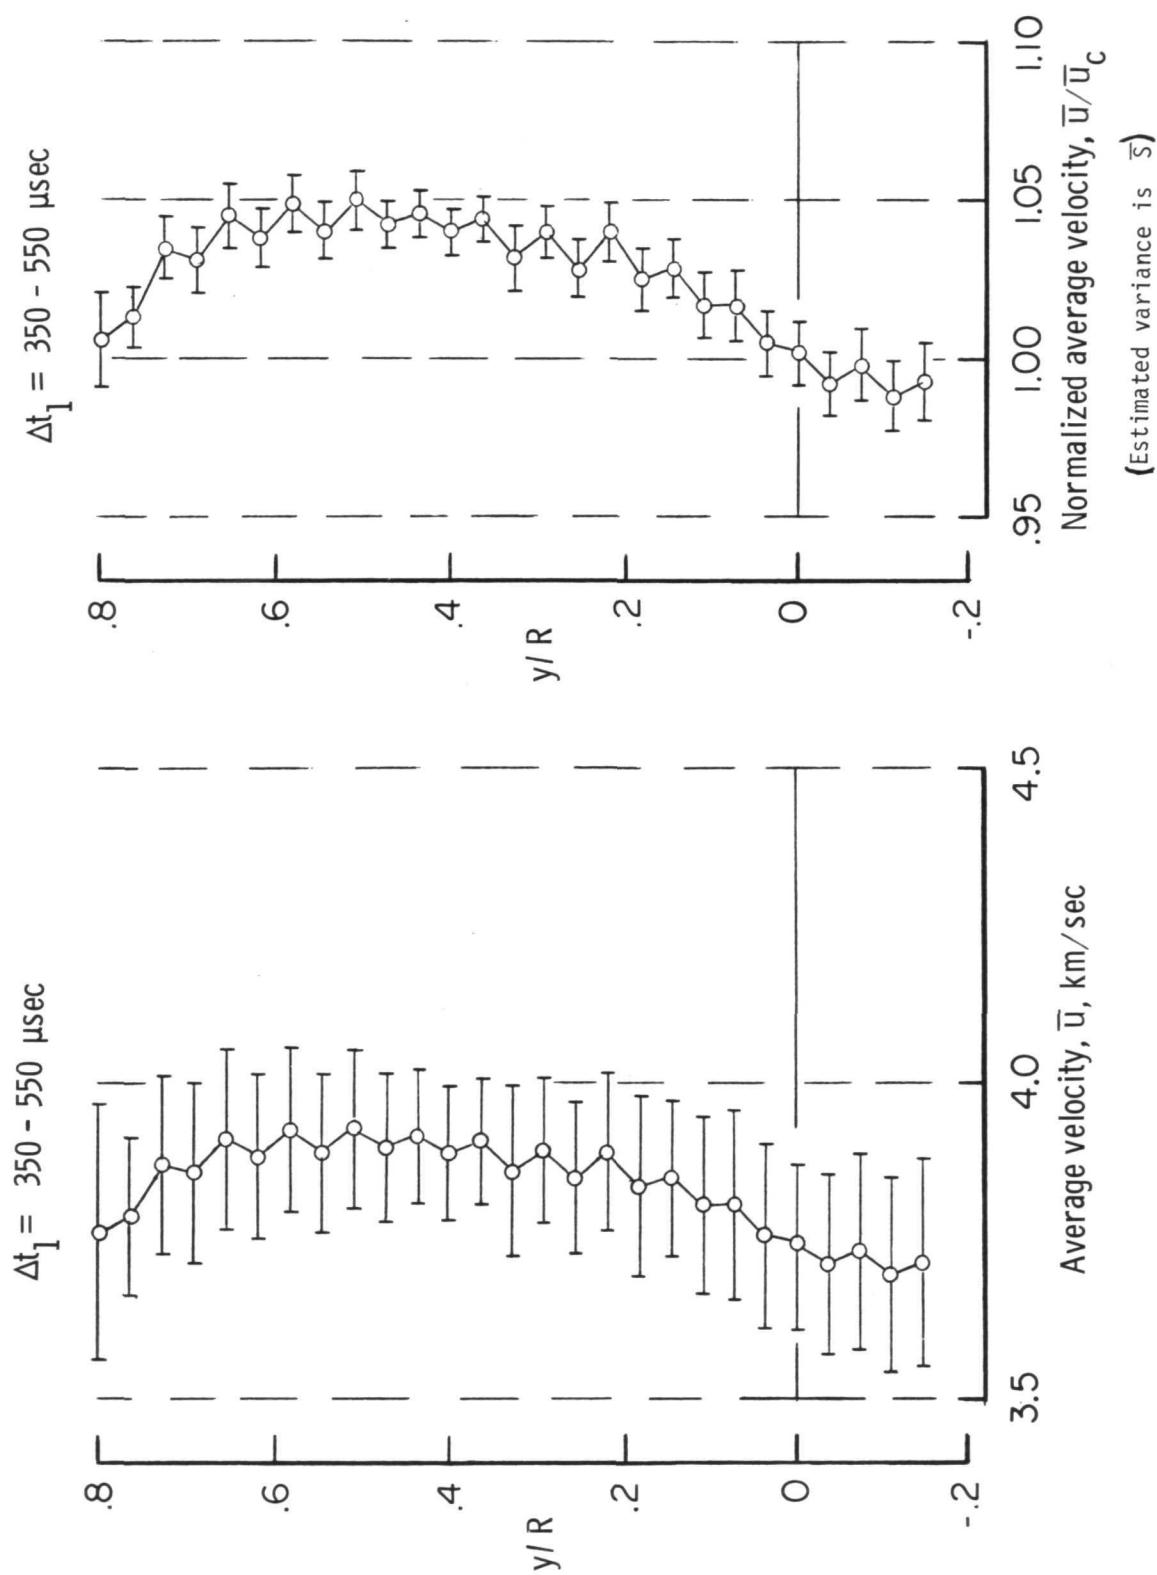 Δt1 = 350 - 550 μsec
.8
.6
.4
.2
0
-.2
y/R
3.5
4.0
4.5
Average velocity, u̅, km/sec
Δt1 = 350 - 550 μsec
.8
.6
.4
.2
0
-.2
y/R
.95
1.00
1.05
1.10
Normalized average velocity, u̅/u̅c
(Estimated variance is s̅)